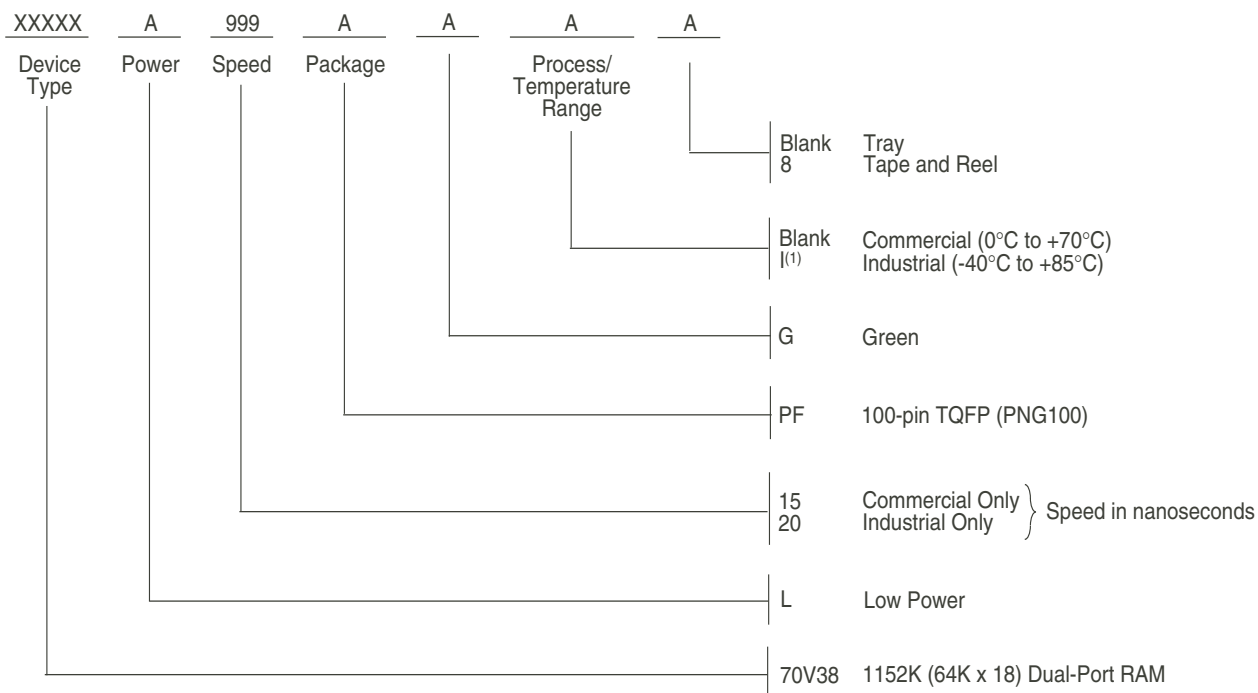 XXXXX A 999 A A A A
Device Type Power Speed Package Process/ Temperature Range
Blank Tray
8 Tape and Reel
Blank Commercial (0°C to +70°C)
I(1) Industrial (-40°C to +85°C)
G Green
PF 100-pin TQFP (PNG100)
15 Commercial Only
20 Industrial Only
Speed in nanoseconds
L Low Power
70V38 1152K (64K x 18) Dual-Port RAM